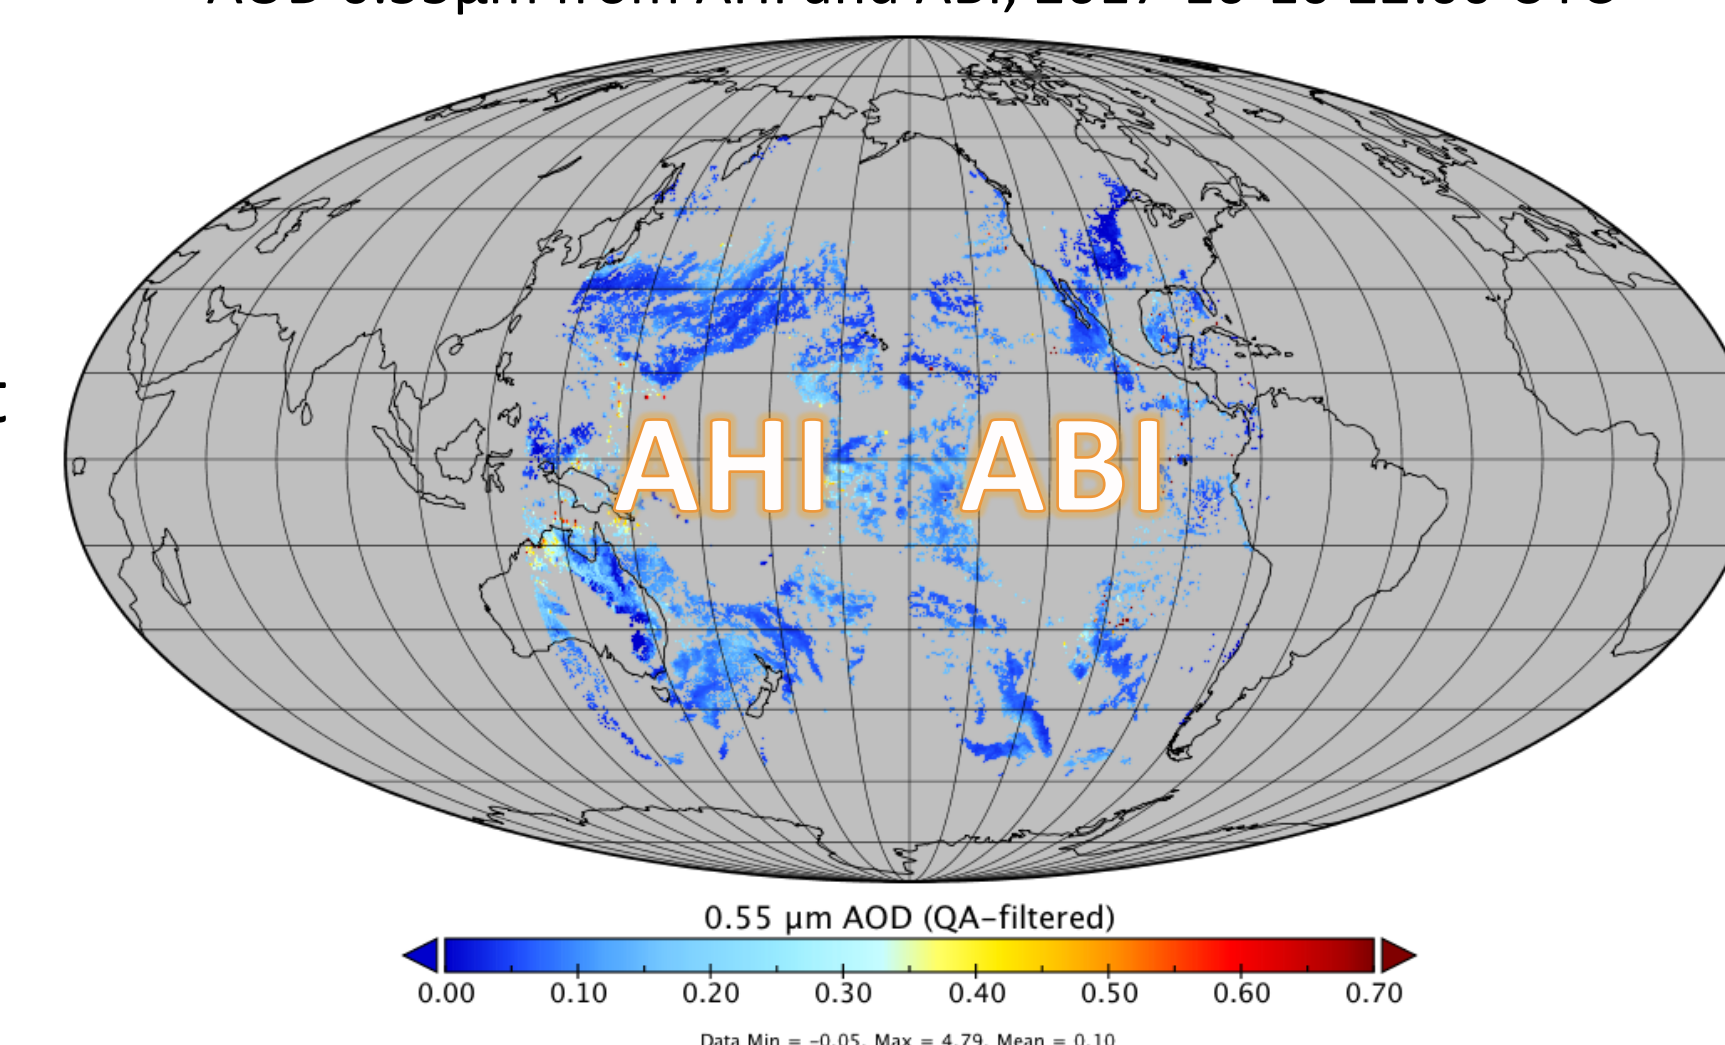 AHI ABI
0.55 µm AOD (QA–filtered)
0.00 0.10 0.20 0.30 0.40 0.50 0.60 0.70
Data Min = –0.05, Max = 4.79, Mean = 0.10